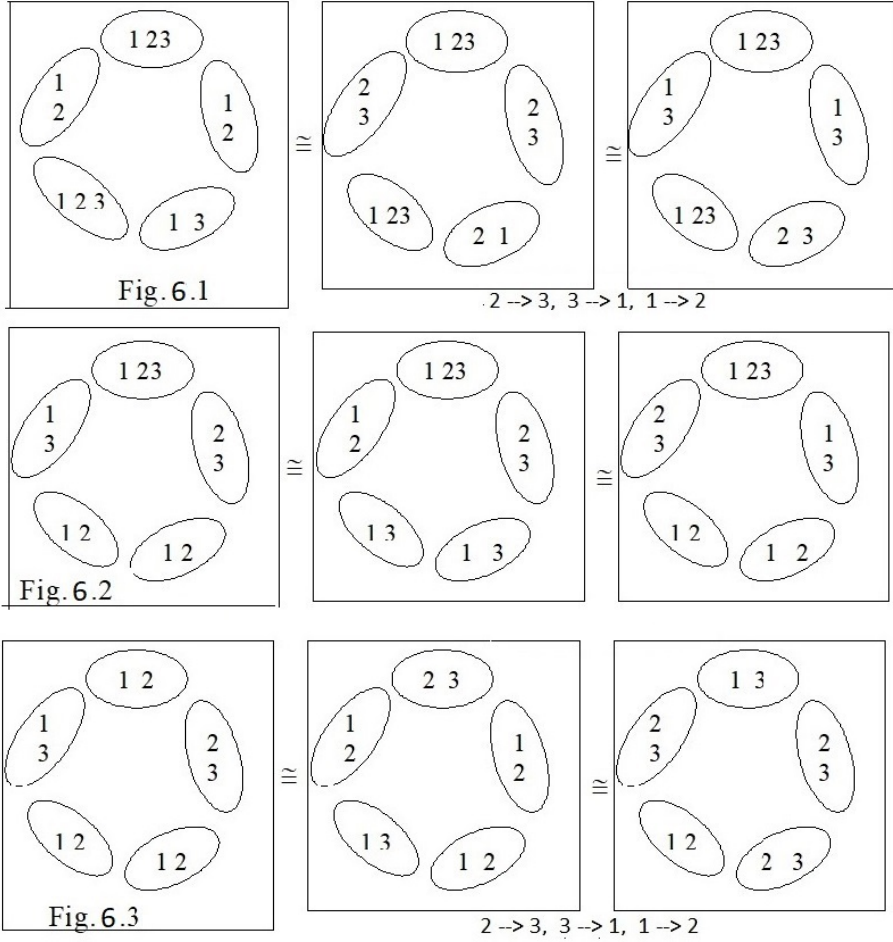 1 23 1 23 1 23
1 2 1 2 2 3 2 3 1 3 1 3
≅ ≅
1 2 3 1 3 1 23 2 1 1 23 2 3
Fig. 6.1
2 --> 3, 3 --> 1, 1 --> 2
1 23 1 23 1 23
1 3 2 3 1 2 2 3 2 3 1 3
≅ ≅
1 2 1 2 1 3 1 3 1 2 1 2
Fig. 6.2
1 2 2 3 1 3
1 3 2 3 1 2 1 2 2 3 2 3
≅ ≅
1 2 1 2 1 3 1 2 1 2 2 3
Fig. 6.3
2 --> 3, 3 --> 1, 1 --> 2